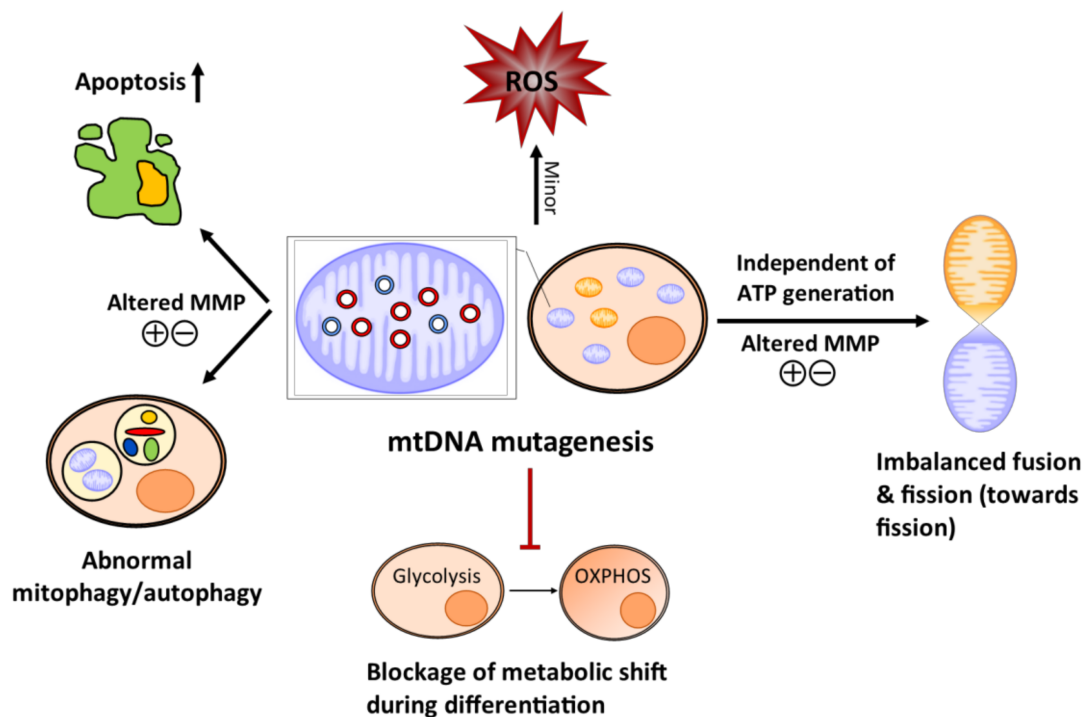 Apoptosis
ROS
Minor
Altered MMP
Independent of
ATP generation
Altered MMP
mtDNA mutagenesis
Imbalanced fusion
& fission (towards
fission)
Abnormal
mitophagy/autophagy
Glycolysis
OXPHOS
Blockage of metabolic shift
during differentiation